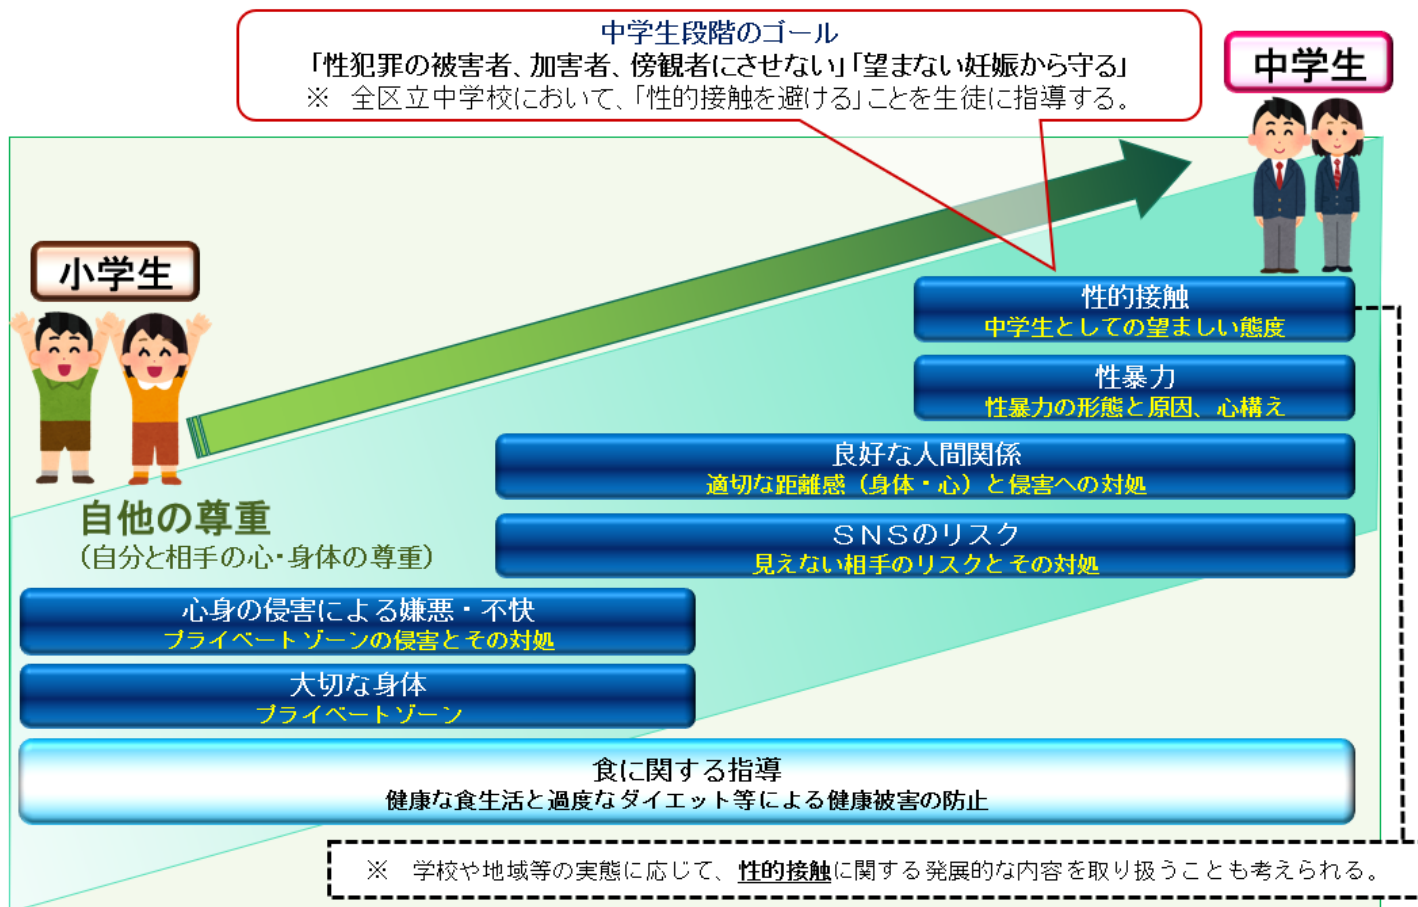 中学生段階のゴール
「性犯罪の被害者、加害者、傍観者にさせない」「望まない妊娠から守る」
※　全区立中学校において、「性的接触を避ける」ことを生徒に指導する。
中学生
小学生
性的接触
中学生としての望ましい態度
性暴力
性暴力の形態と原因、心構え
良好な人間関係
適切な距離感（身体・心）と侵害への対処
自他の尊重
（自分と相手の心・身体の尊重）
ＳＮＳのリスク
見えない相手のリスクとその対処
心身の侵害による嫌悪・不快
プライベートゾーンの侵害とその対処
大切な身体
プライベートゾーン
食に関する指導
健康な食生活と過度なダイエット等による健康被害の防止
※　学校や地域等の実態に応じて、性的接触に関する発展的な内容を取り扱うことも考えられる。